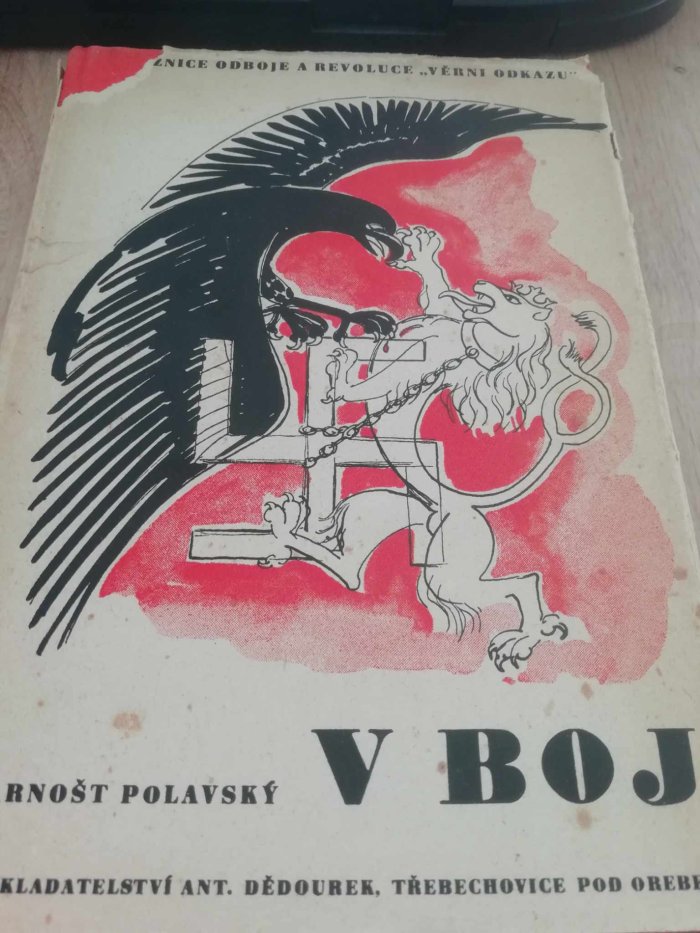 ZNICE ODBOJE A REVOLUCE „VĚRNI ODKAZU"
V BOJ
RNOŠT POLAVSKÝ
KLADATELSTVÍ ANT. DĚDOUREK, TŘEBECHOVICE POD OREBE